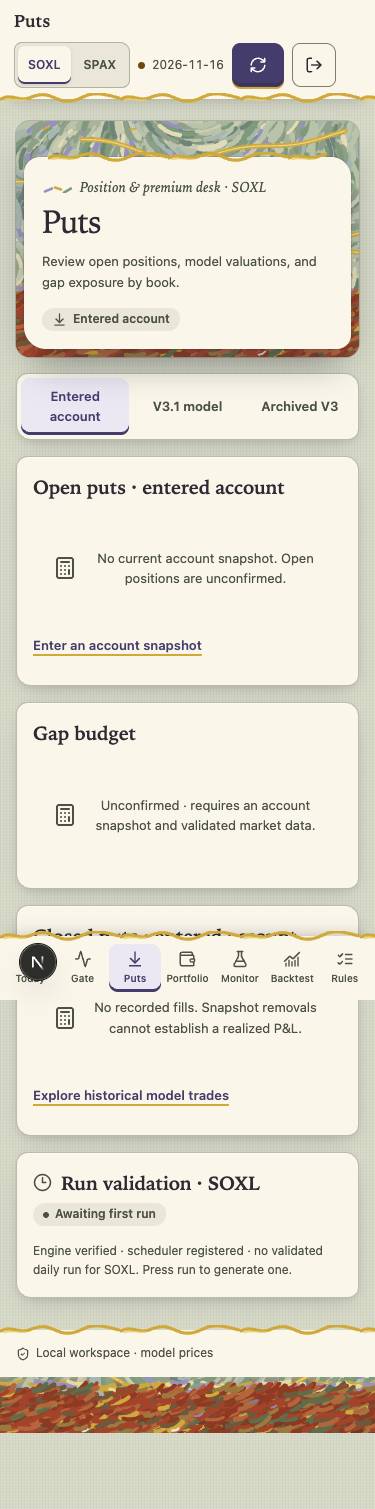 Puts
SOXL SPAX 2026-11-16
Position & premium desk · SOXL
Puts
Review open positions, model valuations, and
gap exposure by book.
Entered account
Entered
account
V3.1 model
Archived V3
Open puts · entered account
No current account snapshot. Open
positions are unconfirmed.
Enter an account snapshot
Gap budget
Unconfirmed · requires an account
snapshot and validated market data.
Closed puts · entered account
N
Today Gate Puts Portfolio Monitor Backtest Rules
No recorded fills. Snapshot removals
cannot establish a realized P&L.
Explore historical model trades
Run validation · SOXL
Awaiting first run
Engine verified · scheduler registered · no validated
daily run for SOXL. Press run to generate one.
Local workspace · model prices